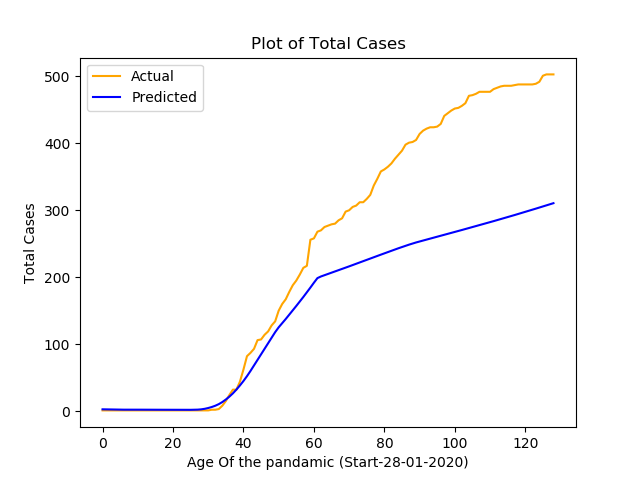 Plot of Total Cases
Actual
Predicted
500
400
300
200
100
0
Total Cases
0 20 40 60 80 100 120
Age Of the pandamic (Start-28-01-2020)